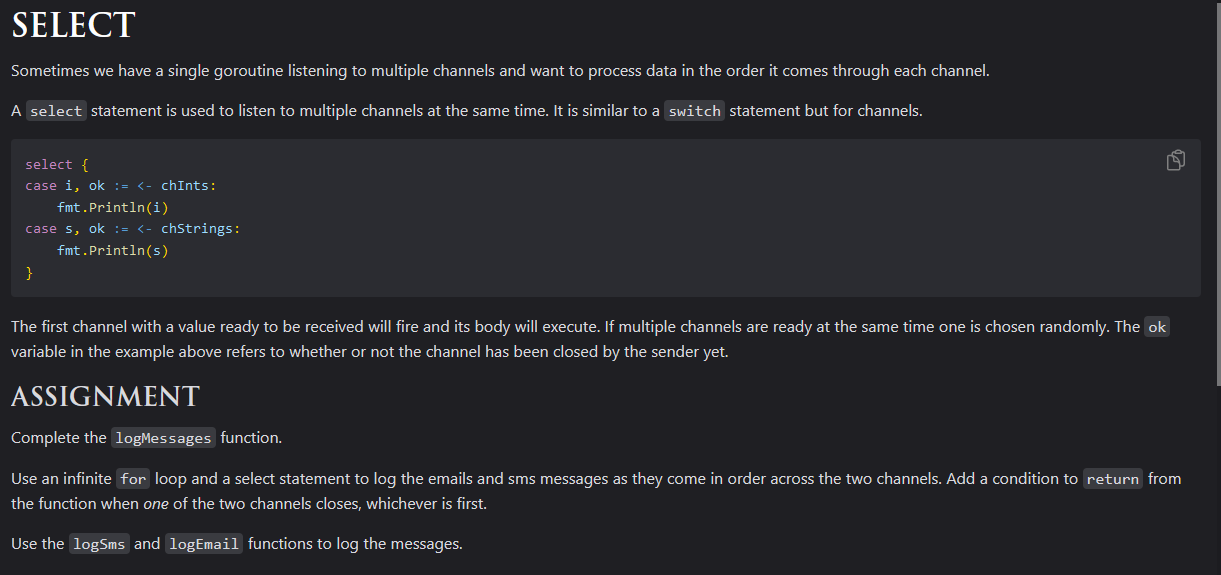 SELECT
Sometimes we have a single goroutine listening to multiple channels and want to process data in the order it comes through each channel.
A select statement is used to listen to multiple channels at the same time. It is similar to a switch statement but for channels.
select {
case i, ok := <- chInts:
    fmt.Println(i)
case s, ok := <- chStrings:
    fmt.Println(s)
}
The first channel with a value ready to be received will fire and its body will execute. If multiple channels are ready at the same time one is chosen randomly. The ok
variable in the example above refers to whether or not the channel has been closed by the sender yet.
ASSIGNMENT
Complete the logMessages function.
Use an infinite for loop and a select statement to log the emails and sms messages as they come in order across the two channels. Add a condition to return from
the function when one of the two channels closes, whichever is first.
Use the logSms and logEmail functions to log the messages.